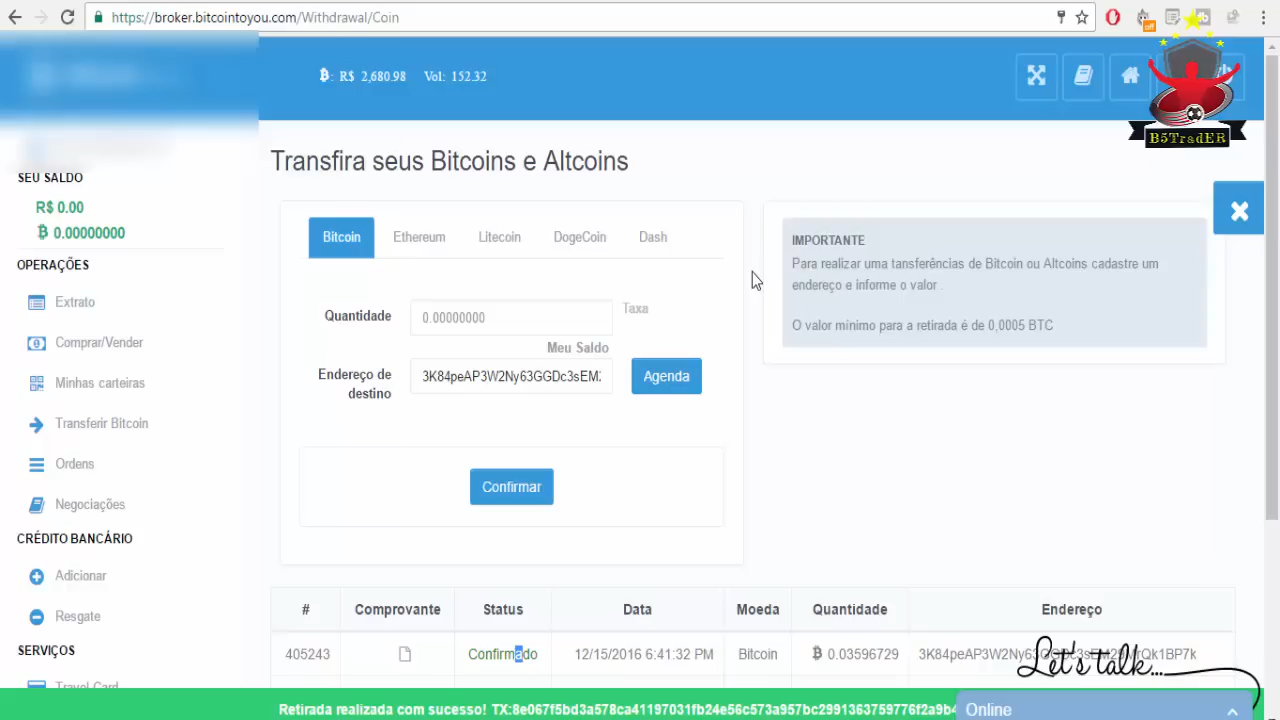 https://broker.bitcointoyou.com/Withdrawal/Coin
off
: R$ 2,680.98 Vol: 152.32
B5TradER
Transfira seus Bitcoins e Altcoins
SEU SALDO
R$ 0.00
0.00000000
OPERAÇÕES
Extrato
Comprar/Vender
Minhas carteiras
Transferir Bitcoin
Ordens
Negociações
CRÉDITO BANCÁRIO
Adicionar
Resgate
SERVIÇOS
Travel Card
Bitcoin Ethereum Litecoin DogeCoin Dash
Quantidade 0.00000000 Taxa
Meu Saldo
Endereço de destino 3K84peAP3W2Ny63GGDc3sEM2 Agenda
Confirmar
IMPORTANTE
Para realizar uma tansferências de Bitcoin ou Altcoins cadastre um
endereço e informe o valor .
O valor mínimo para a retirada é de 0,0005 BTC
# Comprovante Status Data Moeda Quantidade Endereço
405243 Confirmado 12/15/2016 6:41:32 PM Bitcoin 0.03596729
Let's talk...
Retirada realizada com sucesso! TX:8e067f5bd3a578ca41197031fb24e56c573a957bc2991363759776f2a9b4
Online